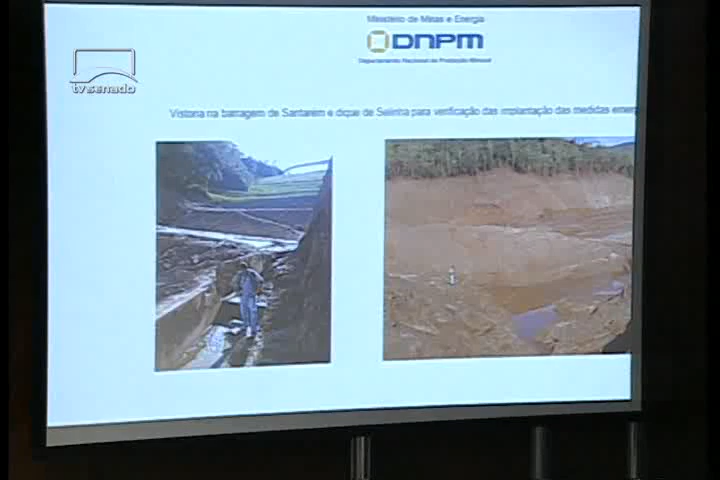 Ministério de Minas e Energia
DNPM
Departamento Nacional de Produção Mineral
tvsenado
Vistoria na barragem de Santarém e dique de Selinha para verificação das implantação das medidas emerg